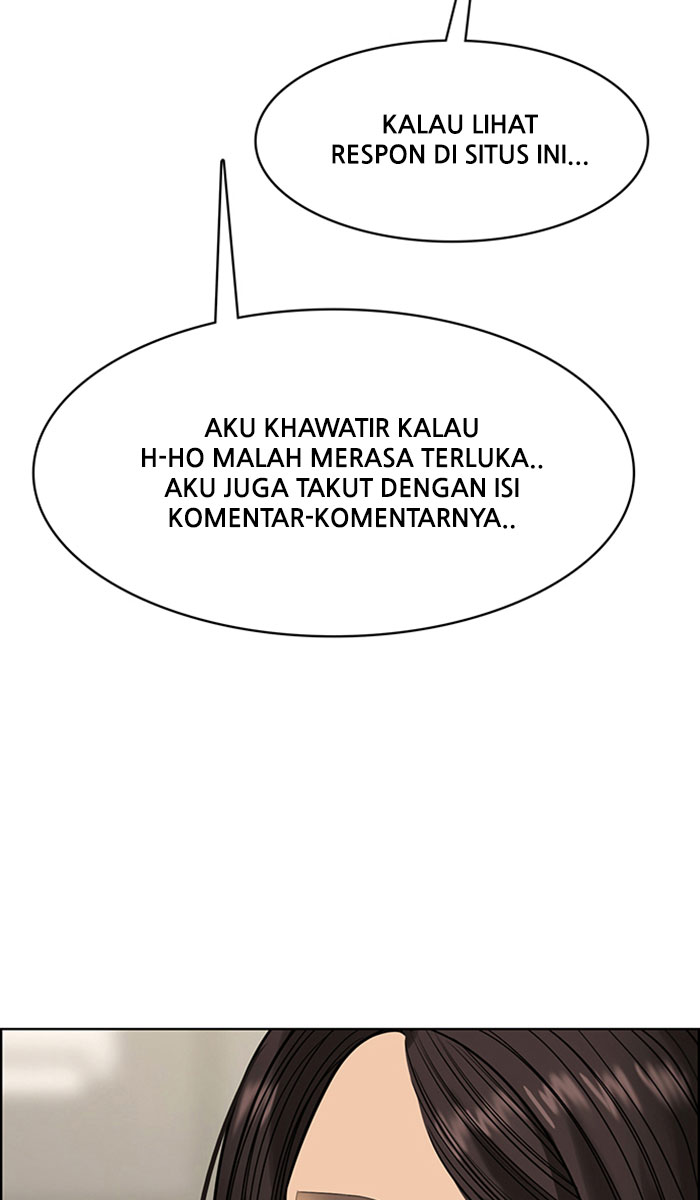 KALAU LIHAT
RESPON DI SITUS INI...
AKU KHAWATIR KALAU
H-HO MALAH MERASA TERLUKA..
AKU JUGA TAKUT DENGAN ISI
KOMENTAR-KOMENTARNYA..